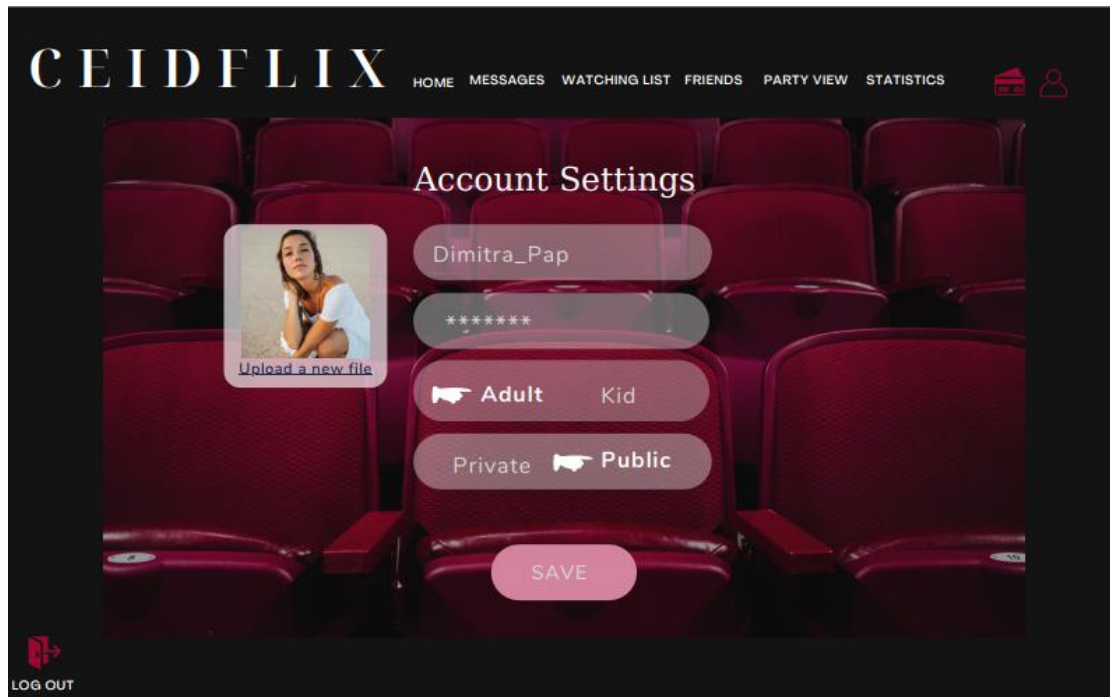 CEIDFLIX
HOME MESSAGES WATCHING LIST FRIENDS PARTY VIEW STATISTICS
Account Settings
Dimitra_Pap
*******
Upload a new file
Adult Kid
Private Public
SAVE
LOG OUT